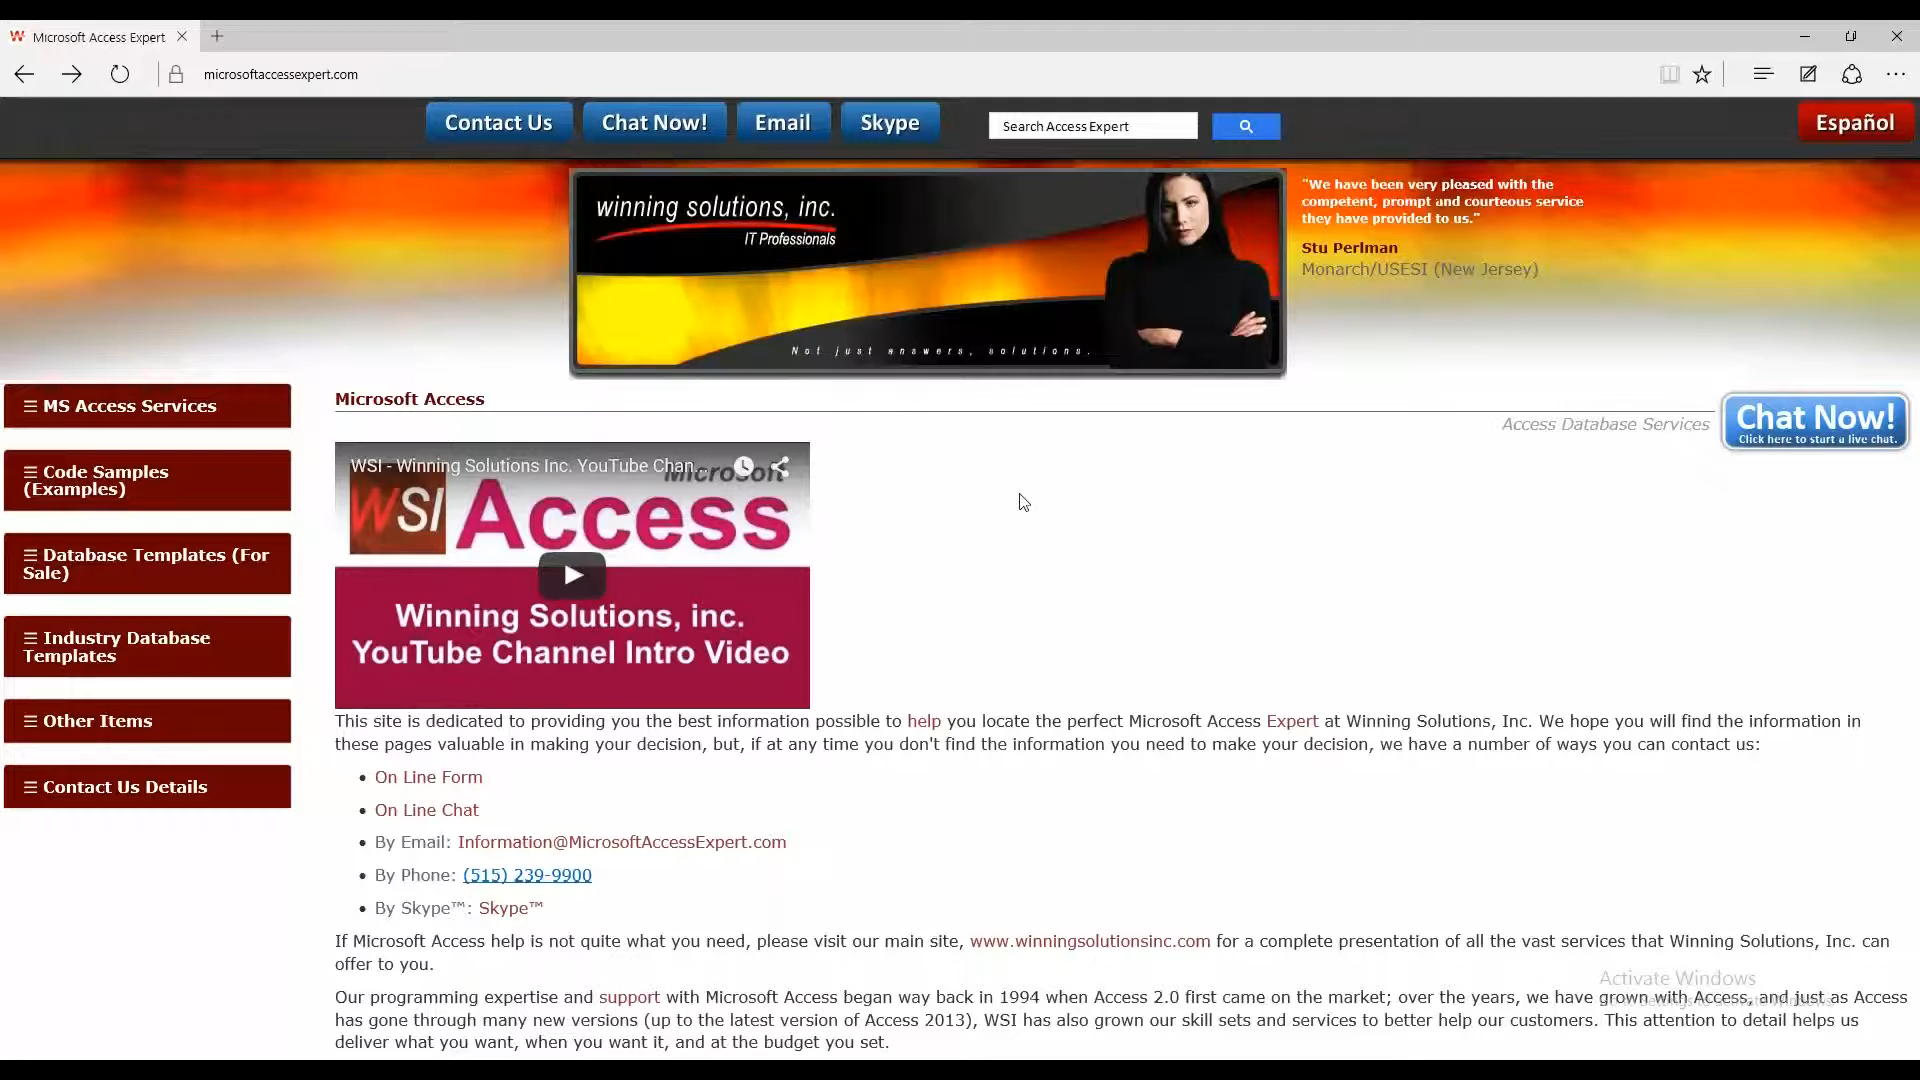 Microsoft Access Expert
microsoftaccessexpert.com
Contact Us
Chat Now!
Email
Skype
Search Access Expert
Español
winning solutions, inc.
IT Professionals
Not just answers, solutions.
"We have been very pleased with the
competent, prompt and courteous service
they have provided to us."
Stu Perlman
Monarch/USESI (New Jersey)
☰ MS Access Services
☰ Code Samples
(Examples)
☰ Database Templates (For
Sale)
☰ Industry Database
Templates
☰ Other Items
☰ Contact Us Details
Microsoft Access
Access Database Services
Chat Now!
Click here to start a live chat.
WSI - Winning Solutions Inc. YouTube Chan...
Microsoft
WSI Access
Winning Solutions, inc.
YouTube Channel Intro Video
This site is dedicated to providing you the best information possible to help you locate the perfect Microsoft Access Expert at Winning Solutions, Inc. We hope you will find the information in
these pages valuable in making your decision, but, if at any time you don't find the information you need to make your decision, we have a number of ways you can contact us:
• On Line Form
• On Line Chat
• By Email: Information@MicrosoftAccessExpert.com
• By Phone: (515) 239-9900
• By Skype™: Skype™
If Microsoft Access help is not quite what you need, please visit our main site, www.winningsolutionsinc.com for a complete presentation of all the vast services that Winning Solutions, Inc. can
offer to you.
Activate Windows
Our programming expertise and support with Microsoft Access began way back in 1994 when Access 2.0 first came on the market; over the years, we have grown with Access, and just as Access
has gone through many new versions (up to the latest version of Access 2013), WSI has also grown our skill sets and services to better help our customers. This attention to detail helps us
deliver what you want, when you want it, and at the budget you set.